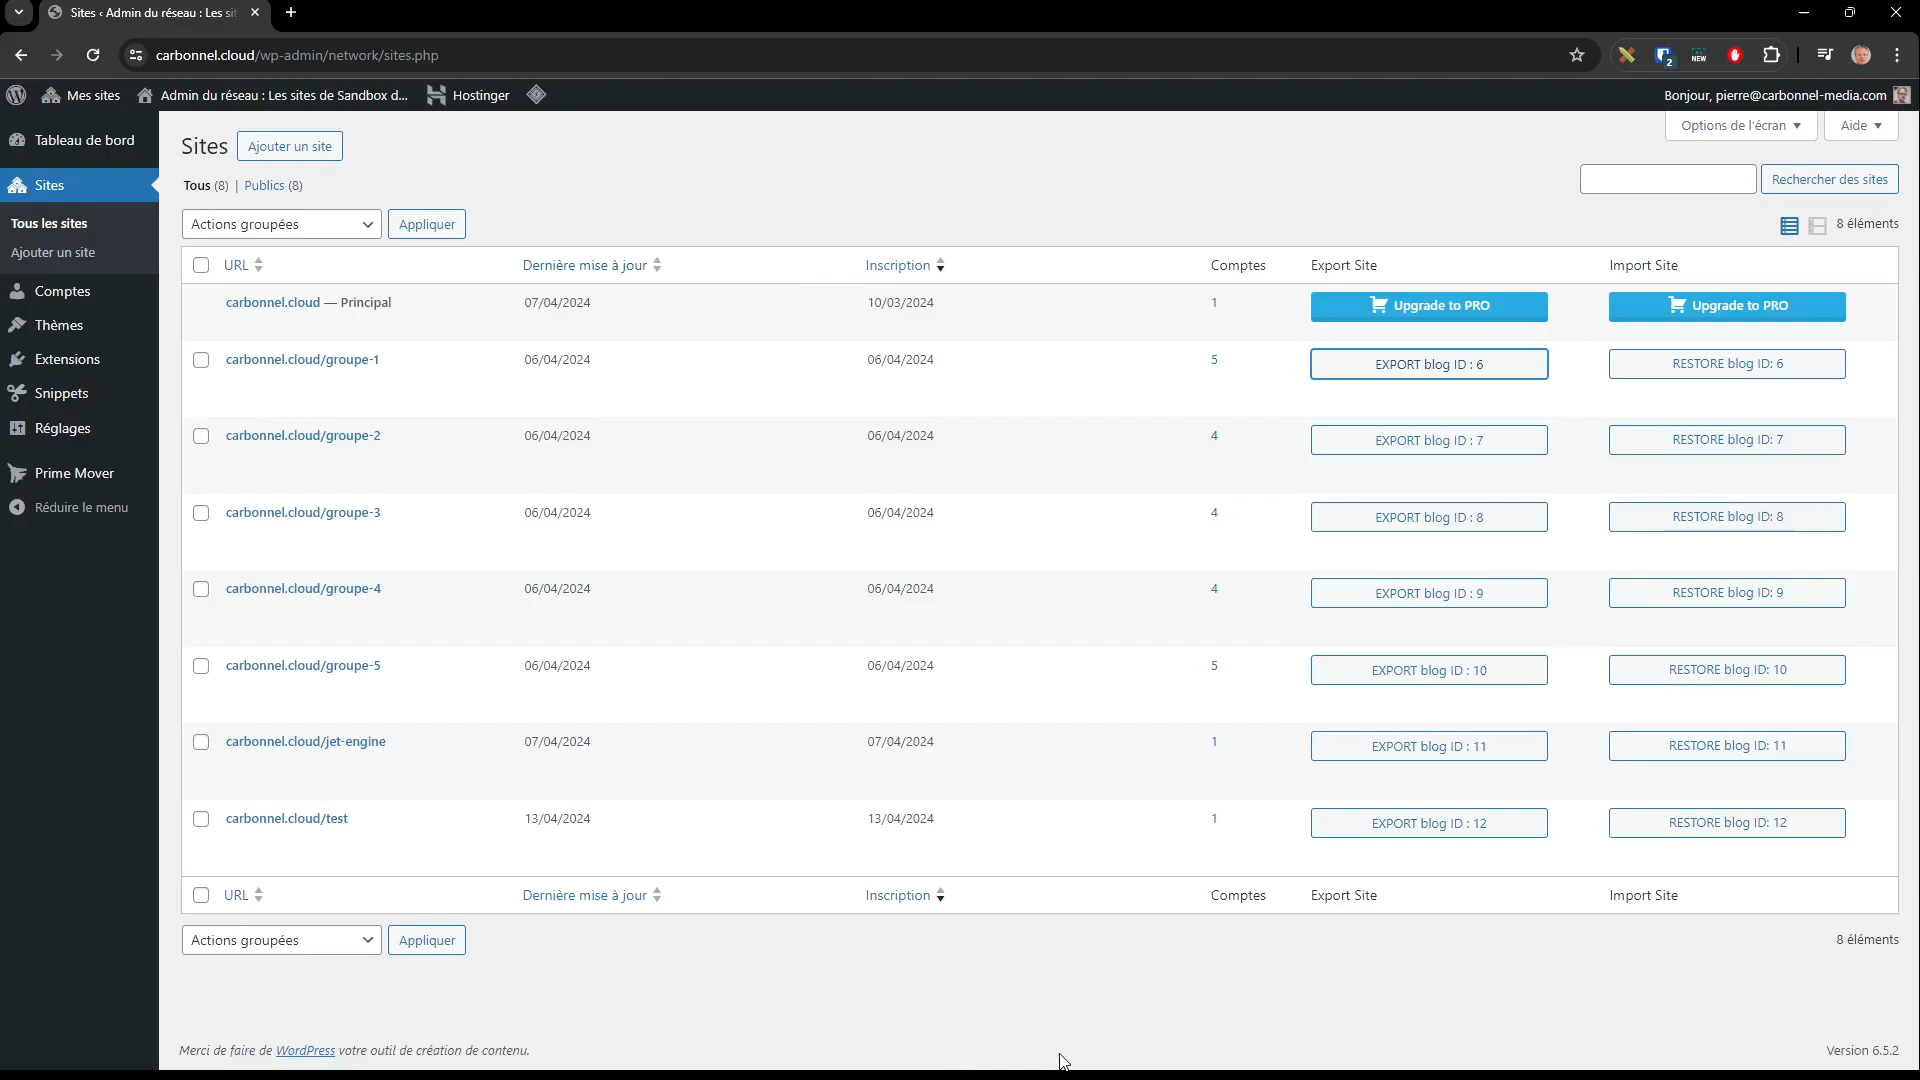 Sites ‹ Admin du réseau : Les sit
carbonnel.cloud/wp-admin/network/sites.php
2
NEW
Mes sites
Admin du réseau : Les sites de Sandbox d...
Hostinger
Bonjour, pierre@carbonnel-media.com
Tableau de bord
Sites
Tous les sites
Ajouter un site
Comptes
Thèmes
Extensions
Snippets
Réglages
Prime Mover
Réduire le menu
Options de l'écran
Aide
Sites
Ajouter un site
Tous (8) | Publics (8)
Rechercher des sites
Actions groupées
Appliquer
8 éléments
URL Dernière mise à jour Inscription Comptes Export Site Import Site
carbonnel.cloud — Principal 07/04/2024 10/03/2024 1 Upgrade to PRO Upgrade to PRO
carbonnel.cloud/groupe-1 06/04/2024 06/04/2024 5 EXPORT blog ID : 6 RESTORE blog ID: 6
carbonnel.cloud/groupe-2 06/04/2024 06/04/2024 4 EXPORT blog ID : 7 RESTORE blog ID: 7
carbonnel.cloud/groupe-3 06/04/2024 06/04/2024 4 EXPORT blog ID : 8 RESTORE blog ID: 8
carbonnel.cloud/groupe-4 06/04/2024 06/04/2024 4 EXPORT blog ID : 9 RESTORE blog ID: 9
carbonnel.cloud/groupe-5 06/04/2024 06/04/2024 5 EXPORT blog ID : 10 RESTORE blog ID: 10
carbonnel.cloud/jet-engine 07/04/2024 07/04/2024 1 EXPORT blog ID : 11 RESTORE blog ID: 11
carbonnel.cloud/test 13/04/2024 13/04/2024 1 EXPORT blog ID : 12 RESTORE blog ID: 12
URL Dernière mise à jour Inscription Comptes Export Site Import Site
Actions groupées
Appliquer
8 éléments
Merci de faire de WordPress votre outil de création de contenu.
Version 6.5.2